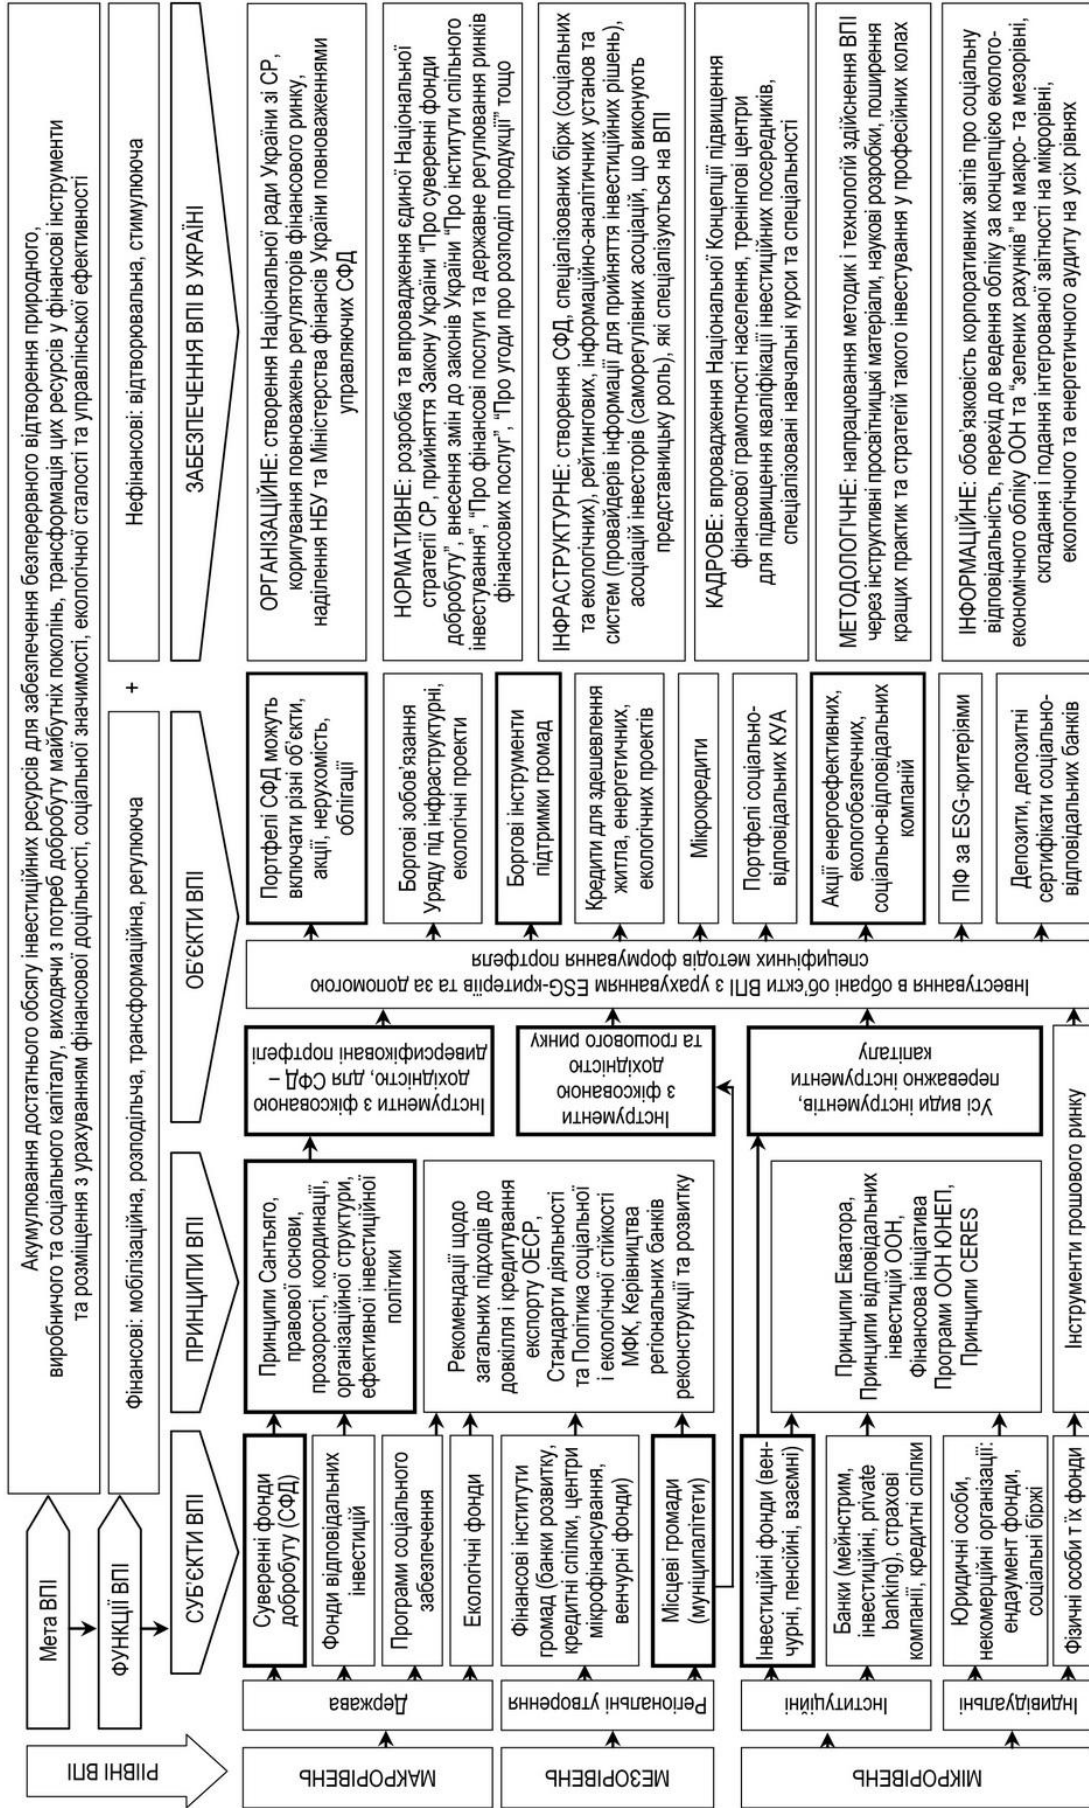 Мета ВПІ
Акумулювання достатнього обсягу інвестиційних ресурсів для забезпечення безперервного відтворення природного,
виробничого та соціального капіталу, виходячи з потреб добробуту майбутніх поколінь, трансформація цих ресурсів у фінансові інструменти
та розміщення з урахуванням фінансової доцільності, соціальної значимості, екологічної сталості та управлінської ефективності
ФУНКЦІЇ ВПІ
Фінансові: мобілізаційна, розподільча, трансформаційна, регулююча
+
Нефінансові: відтворювальна, стимулююча
РІВНІ ВПІ
СУБ’ЄКТИ ВПІ
ПРИНЦИПИ ВПІ
ОБ’ЄКТИ ВПІ
ЗАБЕЗПЕЧЕННЯ ВПІ В УКРАЇНІ
МАКРОРІВЕНЬ
Держава
Суверенні фонди
добробуту (СФД)
Фонди відповідальних
інвестицій
Програми соціального
забезпечення
Екологічні фонди
МЕЗОРІВЕНЬ
Регіональні утворення
Фінансові інститути
громад (банки розвитку,
кредитні спілки, центри
мікрофінансування,
венчурні фонди)
Місцеві громади
(муніципалітети)
МІКРОРІВЕНЬ
Інституційні
Інвестиційні фонди (вен-
чурні, пенсійні, взаємні)
Банки (мейнстрим,
інвестиційні, private
banking), страхові
компанії, кредитні спілки
Індивідуальні
Юридичні особи,
некомерційні організації:
ендаумент фонди,
соціальні біржі
Фізичні особи т їх фонди
Принципи Сантьяго,
правової основи,
прозорості, координації,
організаційної структури,
ефективної інвестиційної
політики
Рекомендації щодо
загальних підходів до
довкілля і кредитування
експорту ОЕСР,
Стандарти діяльності
та Політика соціальної
і екологічної стійкості
МФК, Керівництва
регіональних банків
реконструкції та розвитку
Принципи Екватора,
Принципи відповідальних
інвестицій ООН,
Фінансова ініціатива
Програми ООН ЮНЕП,
Принципи CERES
Інструменти грошового ринку
Інструменти з фіксованою
дохідністю, для СФД –
диверсифіковані портфелі
Інструменти
з фіксованою
дохідністю
та грошового ринку
Усі види інструментів,
переважно інструменти
капіталу
Інвестування в обрані об’єкти ВПІ з урахуванням ESG-критеріїв та за допомогою
специфічних методів формування портфеля
Портфелі СФД можуть
включати різні об’єкти,
акції, нерухомість,
облігації
Боргові зобов’язання
Уряду під інфраструктурні,
екологічні проекти
Боргові інструменти
підтримки громад
Кредити для здешевлення
житла, енергетичних,
екологічних проектів
Мікрокредити
Портфелі соціально-
відповідальних КУА
Акції енергоефективних,
екологобезпечних,
соціально-відповідальних
компаній
ПІФ за ESG-критеріями
Депозити, депозитні
сертифікати соціально-
відповідальних банків
ОРГАНІЗАЦІЙНЕ: створення Національної ради України зі СР,
коригування повноважень регуляторів фінансового ринку,
наділення НБУ та Міністерства фінансів України повноваженнями
управляючих СФД
НОРМАТИВНЕ: розробка та впровадження єдиної Національної
стратегії СР, прийняття Закону України “Про суверенні фонди
добробуту”, внесення змін до законів України “Про інститути спільного
інвестування”, “Про фінансові послуги та державне регулювання ринків
фінансових послуг”, “Про угоди про розподіл продукції” тощо
ІНФРАСТРУКТУРНЕ: створення СФД, спеціалізованих бірж (соціальних
та екологічних), рейтингових, інформаційно-аналітичних установ та
систем (провайдерів інформації для прийняття інвестиційних рішень),
асоціацій інвесторів (саморегулівних асоціацій, що виконують
представницьку роль), які спеціалізуються на ВПІ
КАДРОВЕ: впровадження Національної Концепції підвищення
фінансової грамотності населення, тренінгові центри
для підвищення кваліфікації інвестиційних посередників,
спеціалізовані навчальні курси та спеціальності
МЕТОДОЛОГІЧНЕ: напрацювання методик і технологій здійснення ВПІ
через інструктивні просвітницькі матеріали, наукові розробки, поширення
кращих практик та стратегій такого інвестування у професійних колах
ІНФОРМАЦІЙНЕ: обов’язковість корпоративних звітів про соціальну
відповідальність, перехід до ведення обліку за концепцією еколого-
економічного обліку ООН та “зелених рахунків” на макро- та мезорівні,
складання і подання інтегрованої звітності на мікрорівні,
екологічного та енергетичного аудиту на усіх рівнях